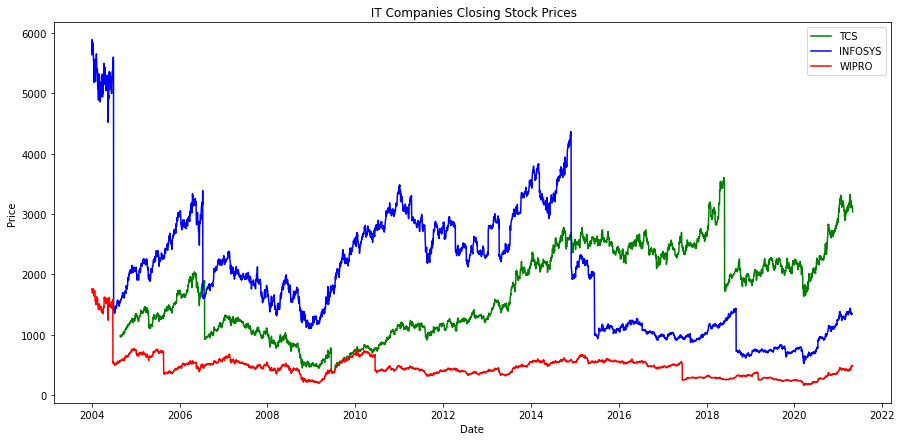 IT Companies Closing Stock Prices
TCS
INFOSYS
WIPRO
Price
6000
5000
4000
3000
2000
1000
0
2004 2006 2008 2010 2012 2014 2016 2018 2020 2022
Date